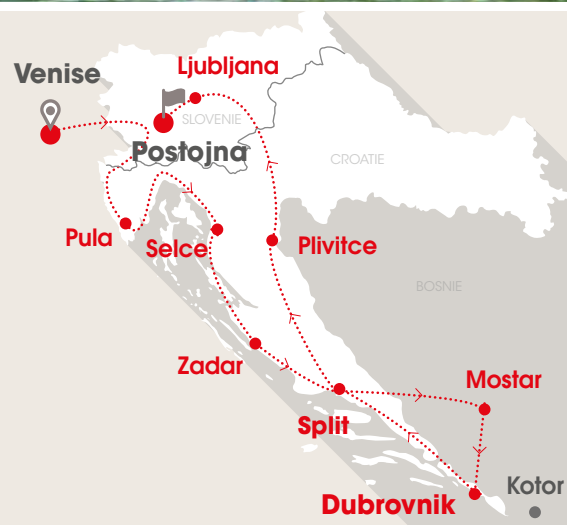 Venise
Ljubljana
SLOVENIE
Postojna
CROATIE
Pula
Selce
Plivitce
BOSNIE
Zadar
Mostar
Split
Kotor
Dubrovnik